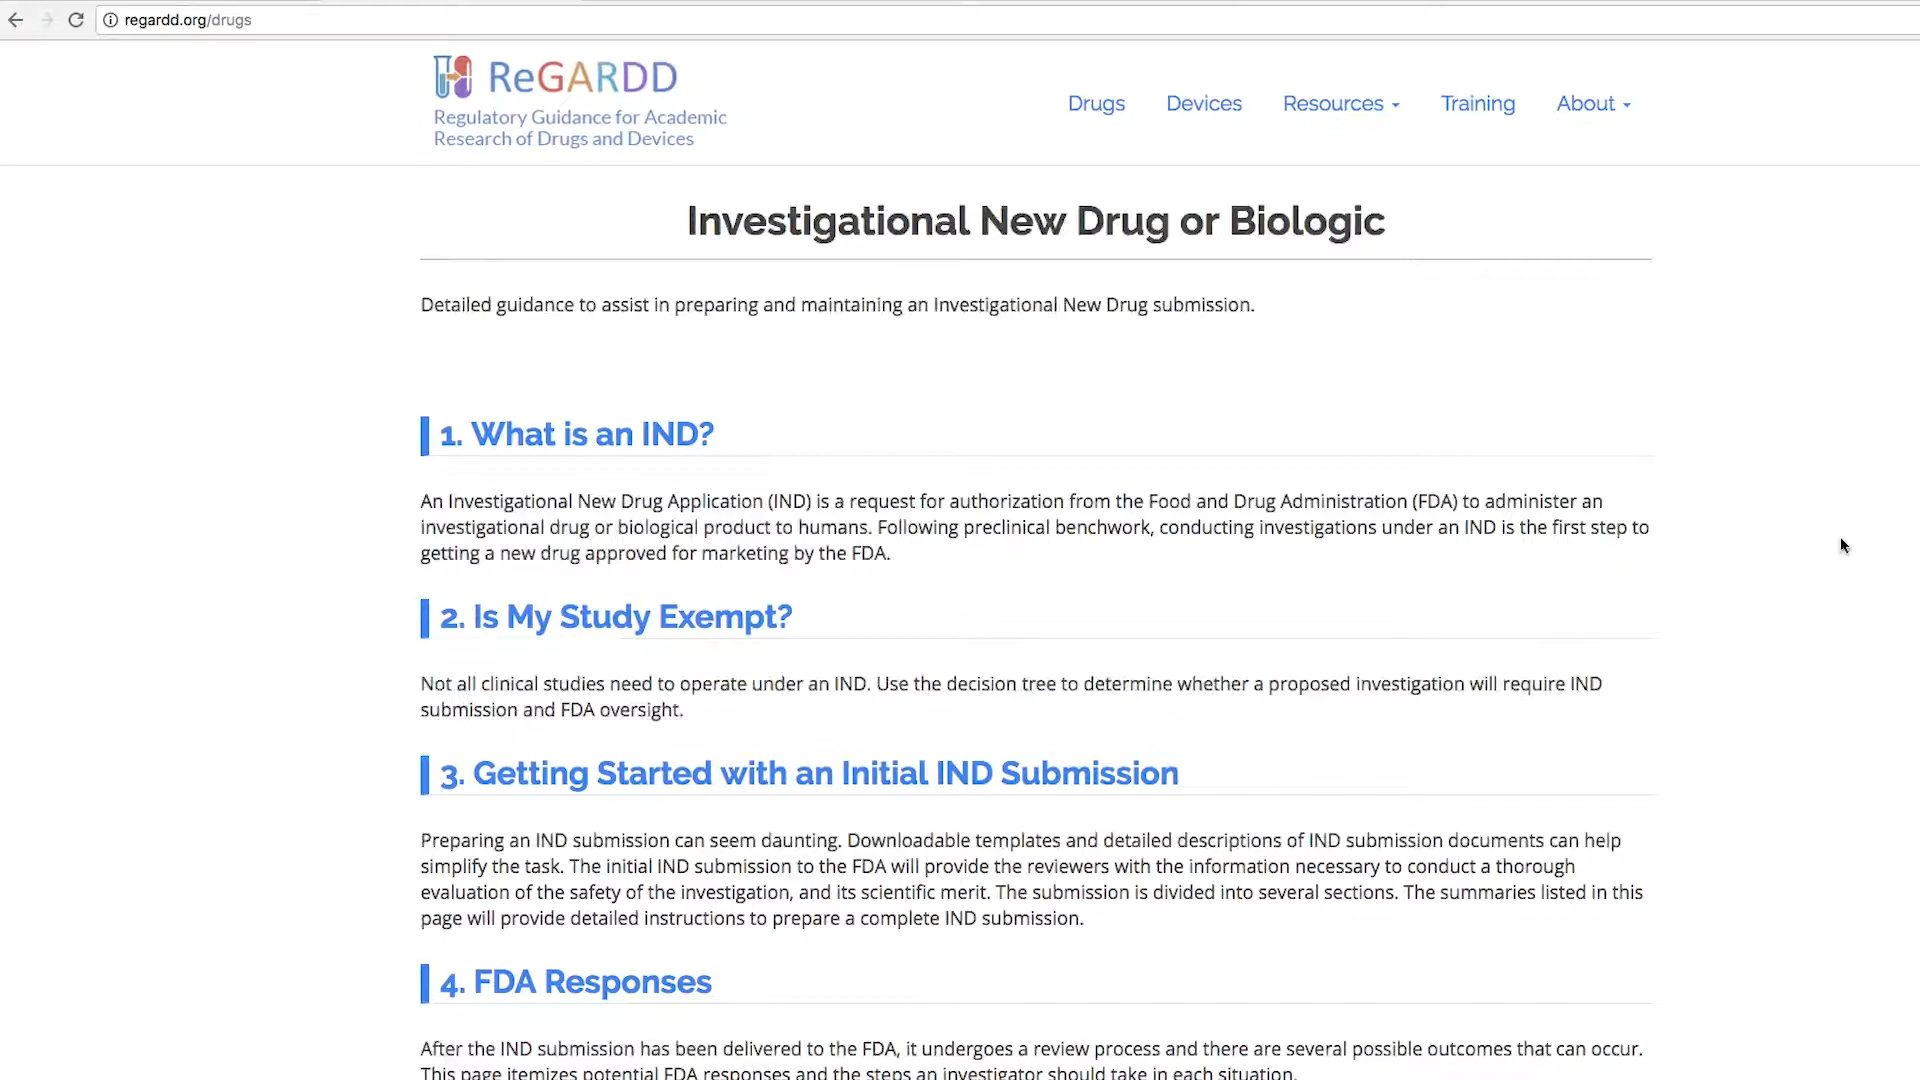 regardd.org/drugs
ReGARDD
Regulatory Guidance for Academic
Research of Drugs and Devices
Drugs
Devices
Resources
Training
About
Investigational New Drug or Biologic
Detailed guidance to assist in preparing and maintaining an Investigational New Drug submission.
1. What is an IND?
An Investigational New Drug Application (IND) is a request for authorization from the Food and Drug Administration (FDA) to administer an
investigational drug or biological product to humans. Following preclinical benchwork, conducting investigations under an IND is the first step to
getting a new drug approved for marketing by the FDA.
2. Is My Study Exempt?
Not all clinical studies need to operate under an IND. Use the decision tree to determine whether a proposed investigation will require IND
submission and FDA oversight.
3. Getting Started with an Initial IND Submission
Preparing an IND submission can seem daunting. Downloadable templates and detailed descriptions of IND submission documents can help
simplify the task. The initial IND submission to the FDA will provide the reviewers with the information necessary to conduct a thorough
evaluation of the safety of the investigation, and its scientific merit. The submission is divided into several sections. The summaries listed in this
page will provide detailed instructions to prepare a complete IND submission.
4. FDA Responses
After the IND submission has been delivered to the FDA, it undergoes a review process and there are several possible outcomes that can occur.
This page itemizes potential FDA responses and the steps an investigator should take in each situation.